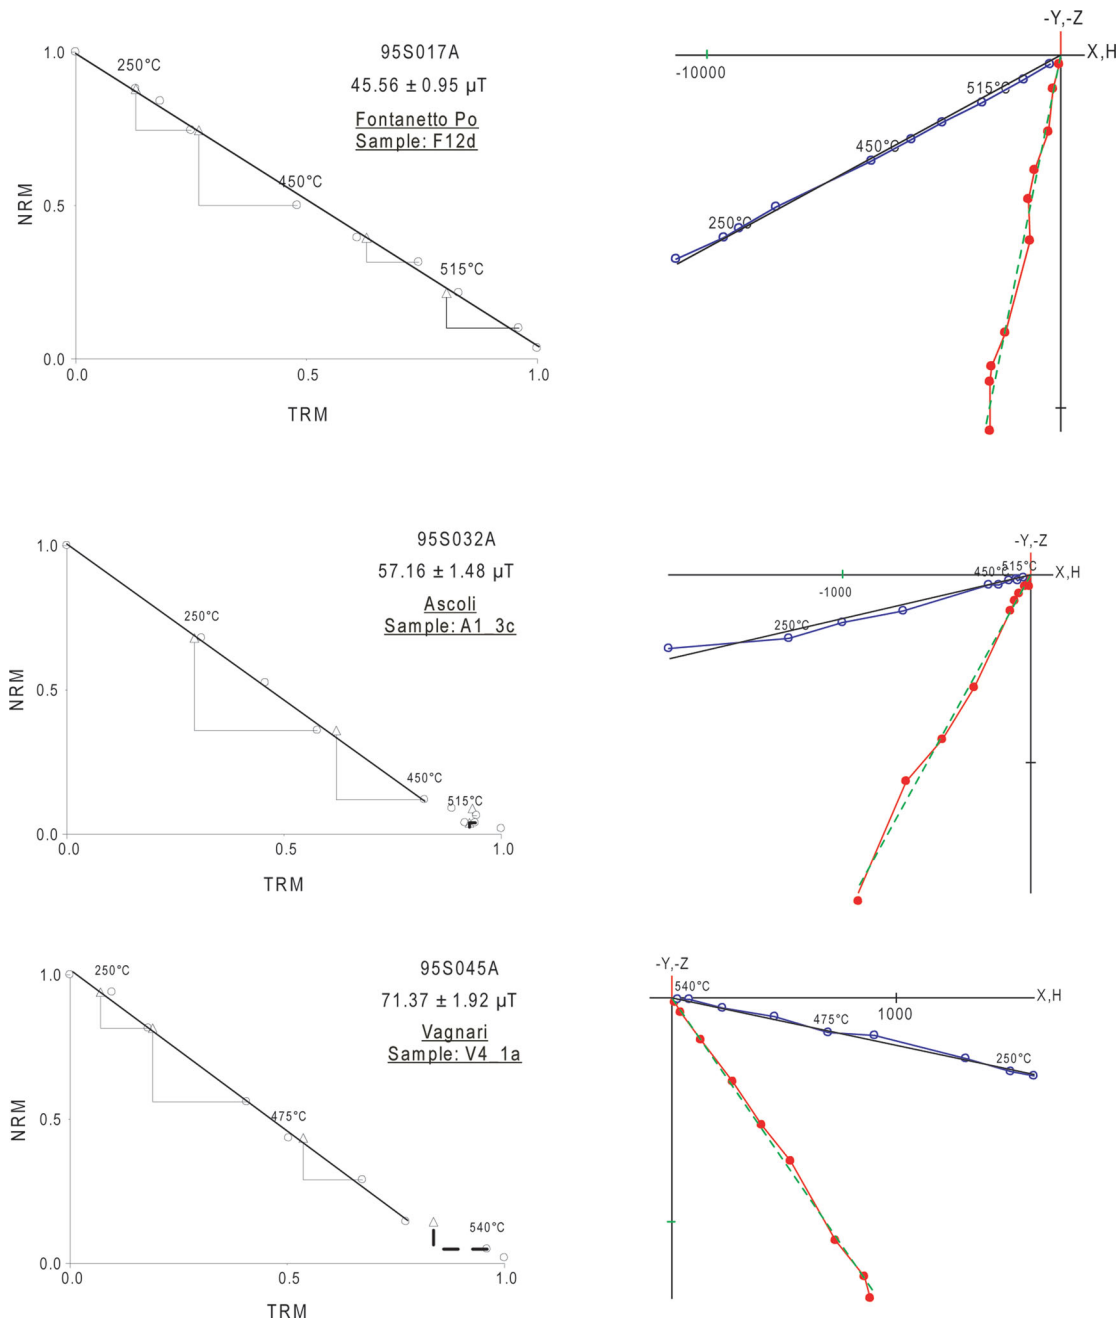 95S017A
45.56 ± 0.95 µT
Fontanetto Po
Sample: F12d
NRM
1.0
0.5
0.0
250°C
450°C
515°C
0.0
0.5
1.0
TRM
-Y,-Z
X,H
-10000
515°C
450°C
250°C
95S032A
57.16 ± 1.48 µT
Ascoli
Sample: A1_3c
NRM
1.0
0.5
0.0
250°C
450°C
515°C
0.0
0.5
1.0
TRM
-Y,-Z
X,H
-1000
450°C
515°C
250°C
95S045A
71.37 ± 1.92 µT
Vagnari
Sample: V4_1a
NRM
1.0
0.5
0.0
250°C
475°C
540°C
0.0
0.5
1.0
TRM
-Y,-Z
540°C
X,H
1000
475°C
250°C